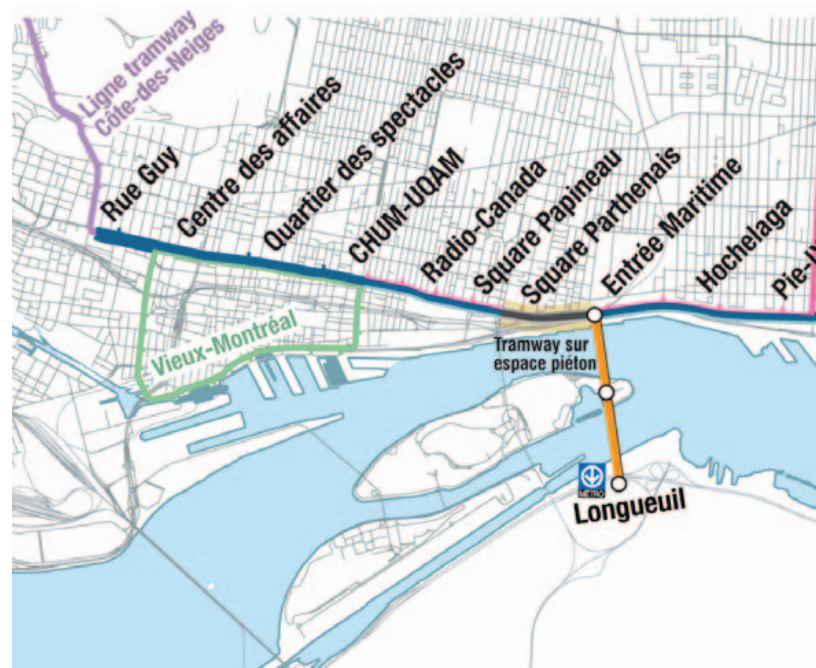 Ligne tramway
Côte-des-Neiges
Rue Guy
Centre des affaires
Quartier des spectacles
CHUM-UQAM
Radio-Canada
Square Papineau
Square Parthenais
Entrée Maritime
Hochelaga
Pie-I
Vieux-Montréal
Tramway sur
espace piéton
MÉTRO
Longueuil